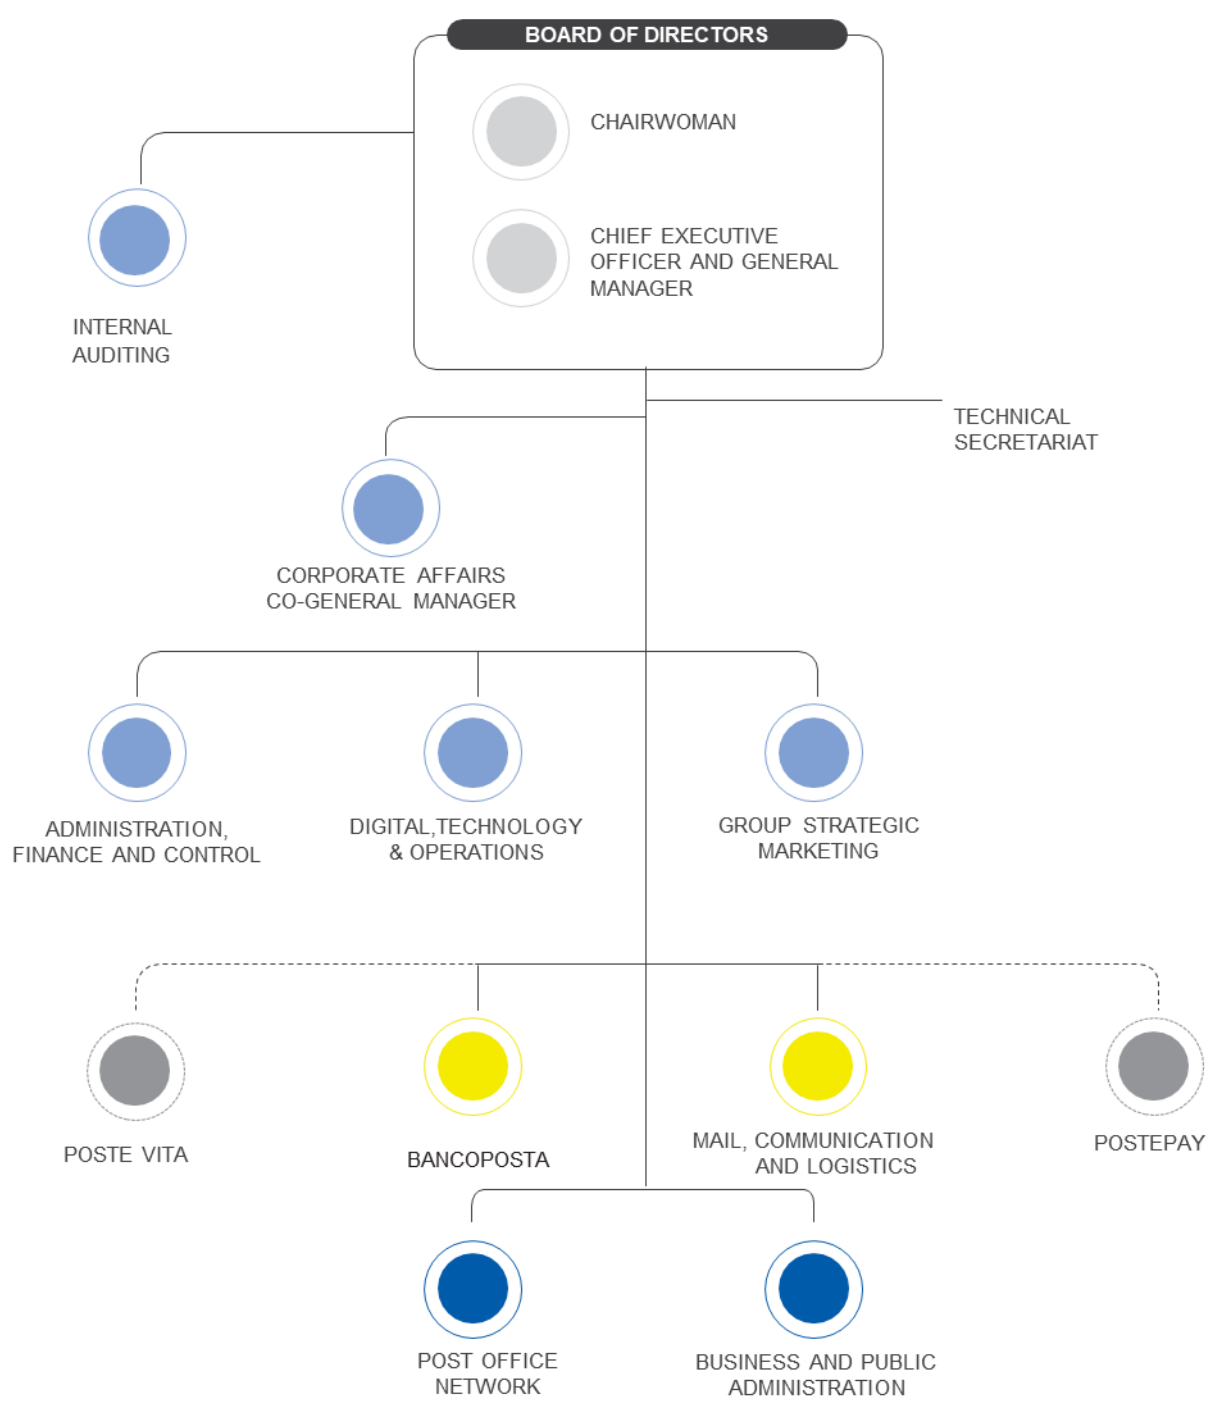 BOARD OF DIRECTORS
CHAIRWOMAN
CHIEF EXECUTIVE
OFFICER AND GENERAL
MANAGER
INTERNAL
AUDITING
TECHNICAL
SECRETARIAT
CORPORATE AFFAIRS
CO-GENERAL MANAGER
ADMINISTRATION,
FINANCE AND CONTROL
DIGITAL,TECHNOLOGY
& OPERATIONS
GROUP STRATEGIC
MARKETING
POSTE VITA
BANCOPOSTA
MAIL, COMMUNICATION
AND LOGISTICS
POSTEPAY
POST OFFICE
NETWORK
BUSINESS AND PUBLIC
ADMINISTRATION